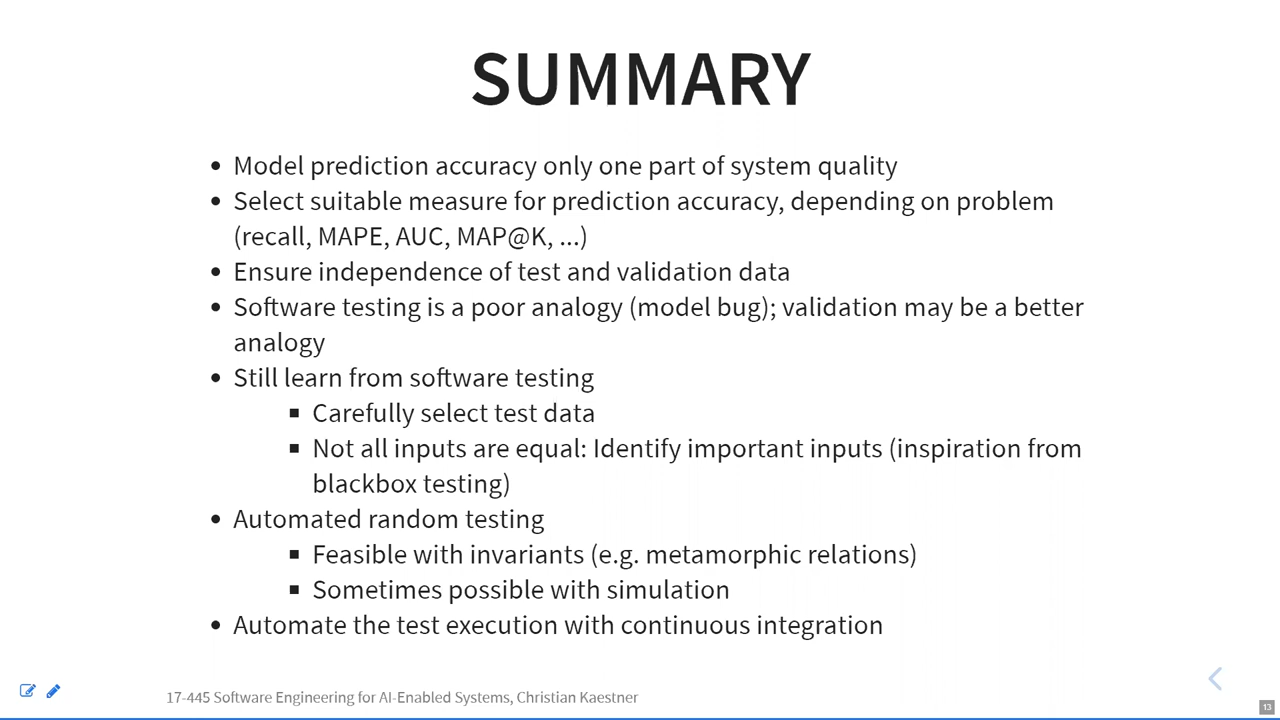 SUMMARY
• Model prediction accuracy only one part of system quality
• Select suitable measure for prediction accuracy, depending on problem
(recall, MAPE, AUC, MAP@K, ...)
• Ensure independence of test and validation data
• Software testing is a poor analogy (model bug); validation may be a better
analogy
• Still learn from software testing
▪ Carefully select test data
▪ Not all inputs are equal: Identify important inputs (inspiration from
blackbox testing)
• Automated random testing
▪ Feasible with invariants (e.g. metamorphic relations)
▪ Sometimes possible with simulation
• Automate the test execution with continuous integration
17-445 Software Engineering for AI-Enabled Systems, Christian Kaestner
13